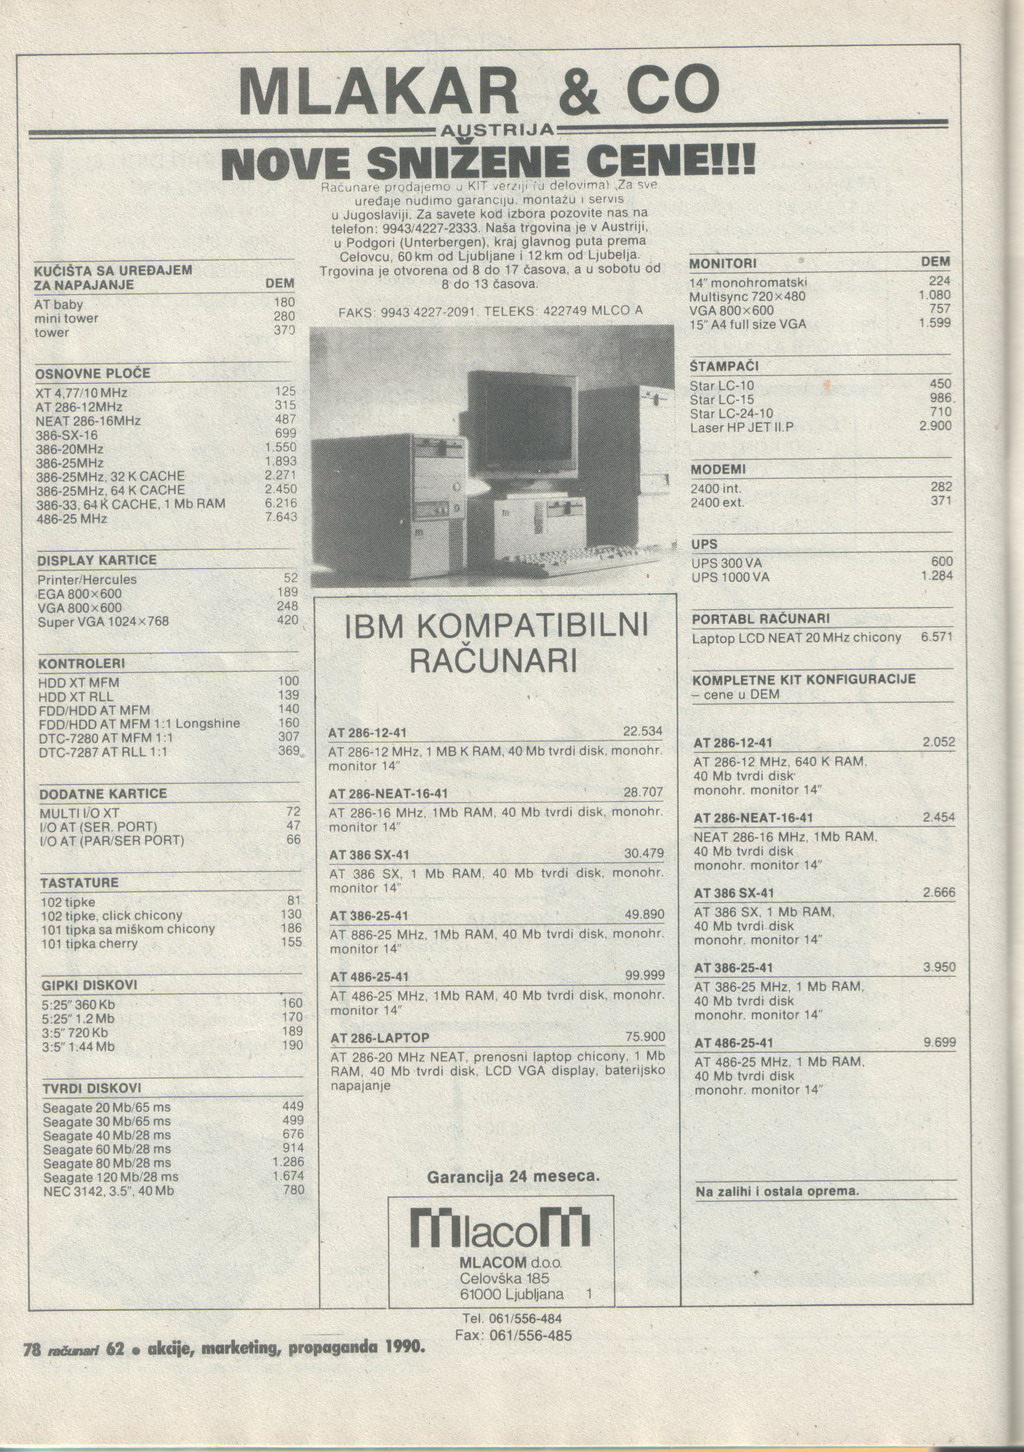 MLAKAR & CO
AUSTRIJA
NOVE SNIŽENE CENE!!!
Računare prodajemo u KIT verziji (u delovima). Za sve
uređaje nudimo garanciju, montažu i servis
u Jugoslaviji. Za savete kod izbora pozovite nas na
telefon: 9943/4227-2333. Naša trgovina je v Austriji,
u Podgori (Unterbergen), kraj glavnog puta prema
Celovcu, 60 km od Ljubljane i 12 km od Ljubelja.
Trgovina je otvorena od 8 do 17 časova, a u sobotu od
8 do 13 časova.
FAKS: 9943 4227-2091, TELEKS: 422749 MLCO A
KUČIŠTA SA UREĐAJEM
ZA NAPAJANJE DEM
AT baby 180
mini tower 280
tower 370
OSNOVNE PLOČE
XT 4,77/10 MHz 125
AT 286-12MHz 315
NEAT 286-16MHz 487
386-SX-16 699
386-20MHz 1.550
386-25MHz 1.893
386-25MHz, 32 K CACHE 2.271
386-25MHz, 64 K CACHE 2.450
386-33, 64 K CACHE, 1 Mb RAM 6.216
486-25 MHz 7.643
DISPLAY KARTICE
Printer/Hercules 52
EGA 800×600 189
VGA 800×600 248
Super VGA 1024×768 420
KONTROLERI
HDD XT MFM 100
HDD XT RLL 139
FDD/HDD AT MFM 140
FDD/HDD AT MFM 1:1 Longshine 160
DTC-7280 AT MFM 1:1 307
DTC-7287 AT RLL 1:1 369
DODATNE KARTICE
MULTI I/O XT 72
I/O AT (SER. PORT) 47
I/O AT (PAR/SER PORT) 66
TASTATURE
102 tipke 81
102 tipke, click chicony 130
101 tipka sa miškom chicony 186
101 tipka cherry 155
GIPKI DISKOVI
5:25" 360 Kb 160
5:25" 1.2 Mb 170
3:5" 720 Kb 189
3:5" 1.44 Mb 190
TVRDI DISKOVI
Seagate 20 Mb/65 ms 449
Seagate 30 Mb/65 ms 499
Seagate 40 Mb/28 ms 676
Seagate 60 Mb/28 ms 914
Seagate 80 Mb/28 ms 1.286
Seagate 120 Mb/28 ms 1.674
NEC 3142, 3.5", 40 Mb 780
IBM KOMPATIBILNI
RAČUNARI
AT 286-12-41 22.534
AT 286-12 MHz, 1 MB K RAM, 40 Mb tvrdi disk, monohr.
monitor 14"
AT 286-NEAT-16-41 28.707
AT 286-16 MHz, 1Mb RAM, 40 Mb tvrdi disk, monohr.
monitor 14"
AT 386 SX-41 30.479
AT 386 SX, 1 Mb RAM, 40 Mb tvrdi disk, monohr.
monitor 14"
AT 386-25-41 49.890
AT 886-25 MHz, 1Mb RAM, 40 Mb tvrdi disk, monohr.
monitor 14"
AT 486-25-41 99.999
AT 486-25 MHz, 1Mb RAM, 40 Mb tvrdi disk, monohr.
monitor 14"
AT 286-LAPTOP 75.900
AT 286-20 MHz NEAT, prenosni laptop chicony, 1 Mb
RAM, 40 Mb tvrdi disk, LCD VGA display, baterijsko
napajanje
Garancija 24 meseca.
mlacom
MLACOM d.o.o.
Celovška 185
61000 Ljubljana 1
Tel. 061/556-484
Fax: 061/556-485
MONITORI DEM
14" monohromatski 224
Multisync 720×480 1.080
VGA 800×600 757
15" A4 full size VGA 1.599
ŠTAMPAČI
Star LC-10 450
Star LC-15 986.
Star LC-24-10 710
Laser HP JET II.P 2.900
MODEMI
2400 int. 282
2400 ext. 371
UPS
UPS 300 VA 600
UPS 1000 VA 1.284
PORTABL RAČUNARI
Laptop LCD NEAT 20 MHz chicony 6.571
KOMPLETNE KIT KONFIGURACIJE
– cene u DEM
AT 286-12-41 2.052
AT 286-12 MHz, 640 K RAM,
40 Mb tvrdi disk
monohr. monitor 14"
AT 286-NEAT-16-41 2.454
NEAT 286-16 MHz, 1Mb RAM,
40 Mb tvrdi disk
monohr. monitor 14"
AT 386 SX-41 2.666
AT 386 SX, 1 Mb RAM,
40 Mb tvrdi disk
monohr. monitor 14"
AT 386-25-41 3.950
AT 386-25 MHz, 1 Mb RAM,
40 Mb tvrdi disk
monohr. monitor 14"
AT 486-25-41 9.699
AT 486-25 MHz, 1 Mb RAM,
40 Mb tvrdi disk
monohr. monitor 14"
Na zalihi i ostala oprema.
78 računari 62 • akcije, marketing, propaganda 1990.